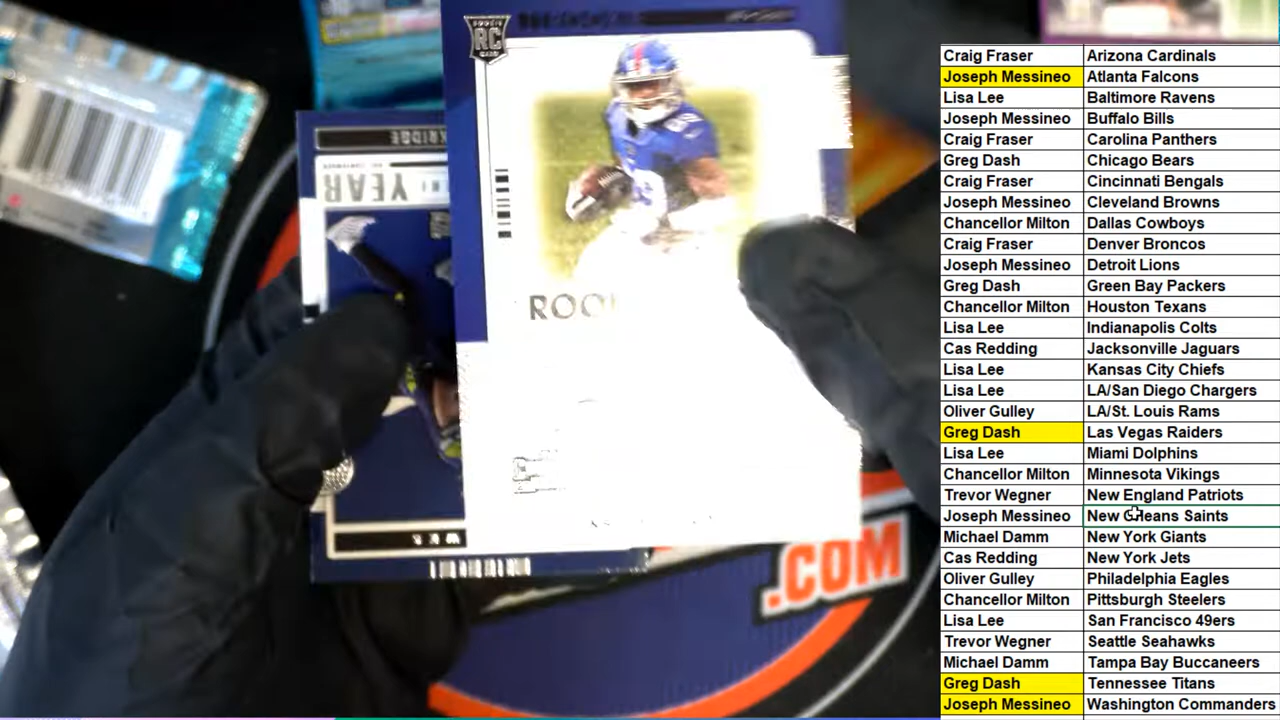 RC
YEAR
ROO
.COM
Craig Fraser Arizona Cardinals
Joseph Messineo Atlanta Falcons
Lisa Lee Baltimore Ravens
Joseph Messineo Buffalo Bills
Craig Fraser Carolina Panthers
Greg Dash Chicago Bears
Craig Fraser Cincinnati Bengals
Joseph Messineo Cleveland Browns
Chancellor Milton Dallas Cowboys
Craig Fraser Denver Broncos
Joseph Messineo Detroit Lions
Greg Dash Green Bay Packers
Chancellor Milton Houston Texans
Lisa Lee Indianapolis Colts
Cas Redding Jacksonville Jaguars
Lisa Lee Kansas City Chiefs
Lisa Lee LA/San Diego Chargers
Oliver Gulley LA/St. Louis Rams
Greg Dash Las Vegas Raiders
Lisa Lee Miami Dolphins
Chancellor Milton Minnesota Vikings
Trevor Wegner New England Patriots
Joseph Messineo New Orleans Saints
Michael Damm New York Giants
Cas Redding New York Jets
Oliver Gulley Philadelphia Eagles
Chancellor Milton Pittsburgh Steelers
Lisa Lee San Francisco 49ers
Trevor Wegner Seattle Seahawks
Michael Damm Tampa Bay Buccaneers
Greg Dash Tennessee Titans
Joseph Messineo Washington Commanders